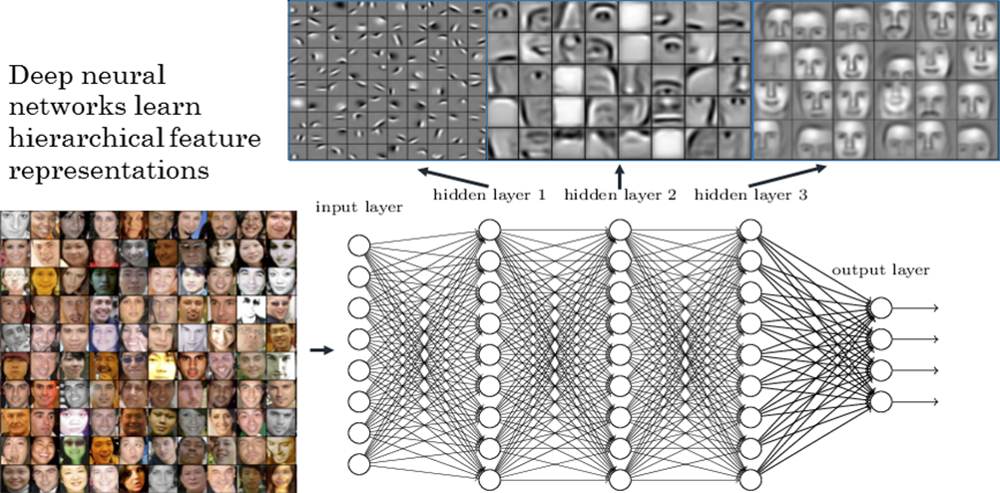 Deep neural
networks learn
hierarchical feature
representations
input layer
hidden layer 1
hidden layer 2
hidden layer 3
output layer